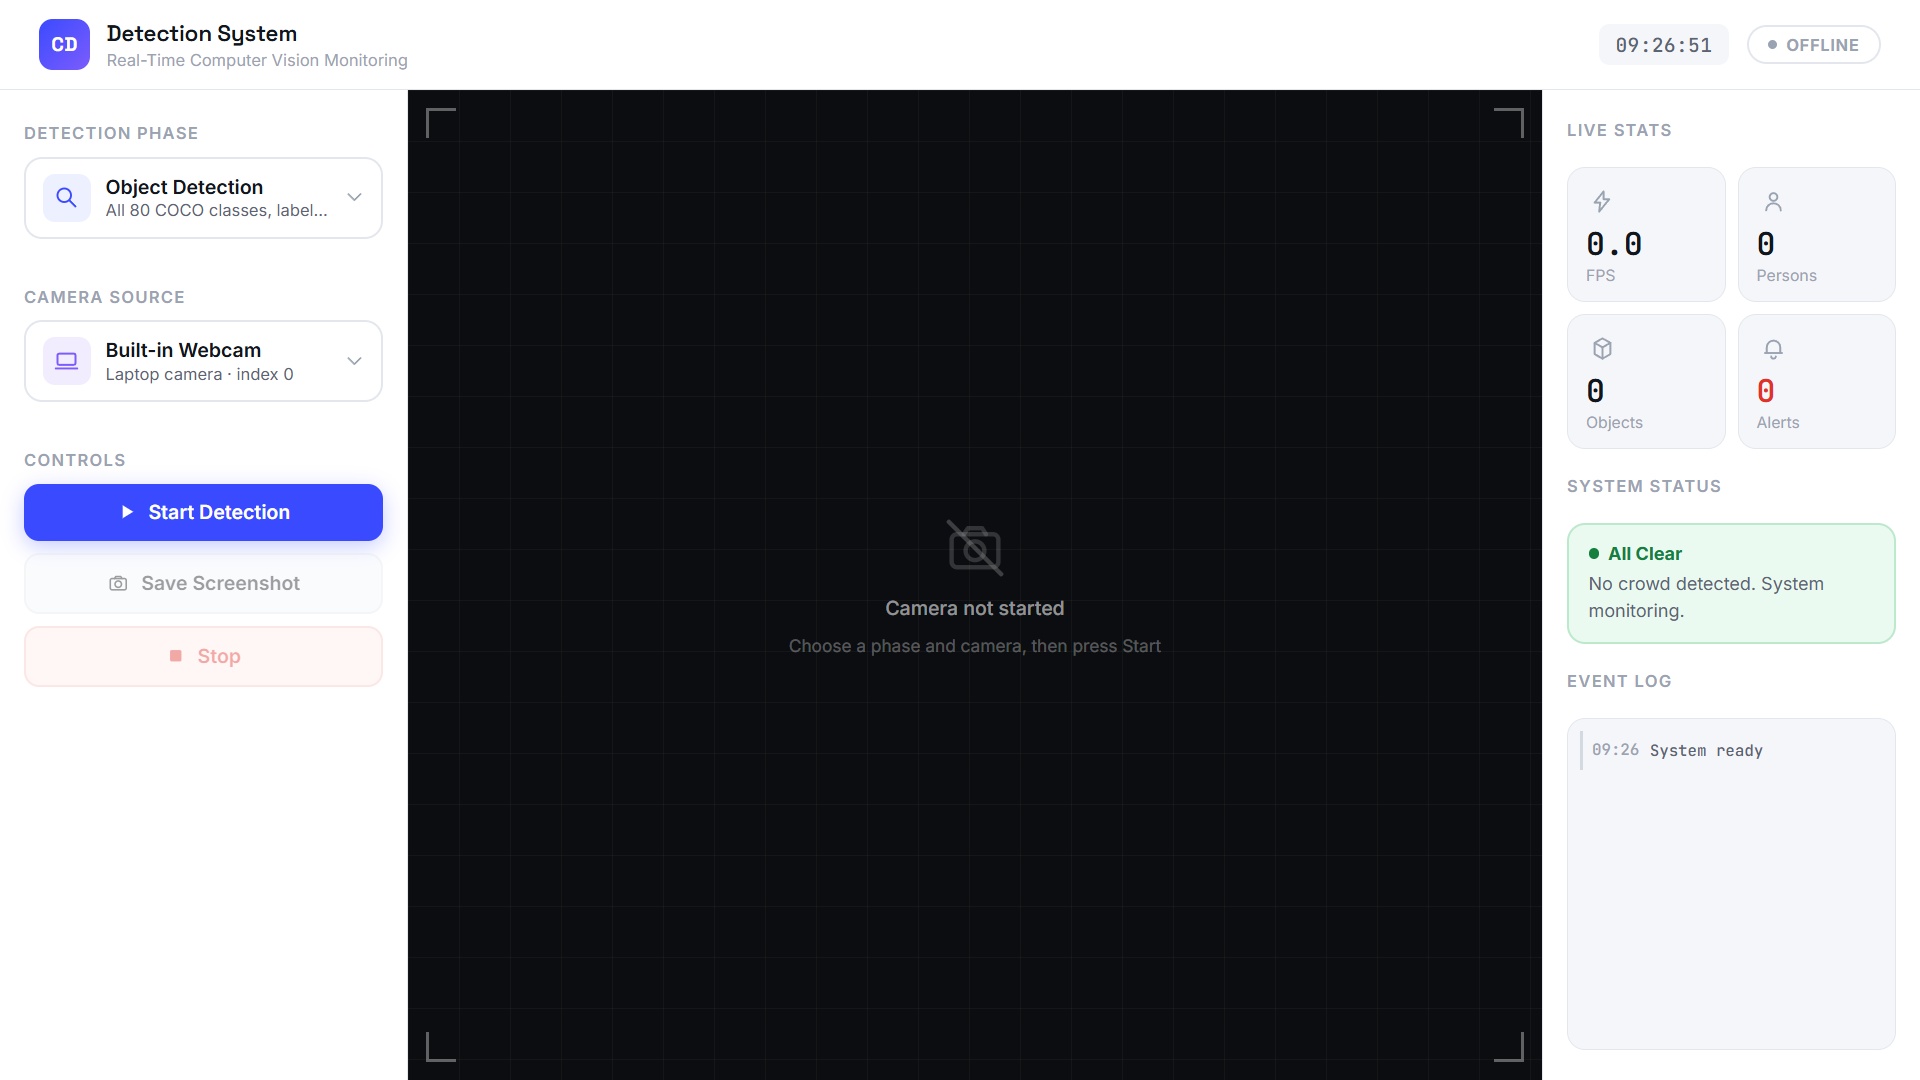 CD
Detection System
Real-Time Computer Vision Monitoring
09:26:51
OFFLINE
DETECTION PHASE
Object Detection
All 80 COCO classes, label...
CAMERA SOURCE
Built-in Webcam
Laptop camera · index 0
CONTROLS
Start Detection
Save Screenshot
Stop
Camera not started
Choose a phase and camera, then press Start
LIVE STATS
0.0
FPS
0
Persons
0
Objects
0
Alerts
SYSTEM STATUS
All Clear
No crowd detected. System
monitoring.
EVENT LOG
09:26 System ready